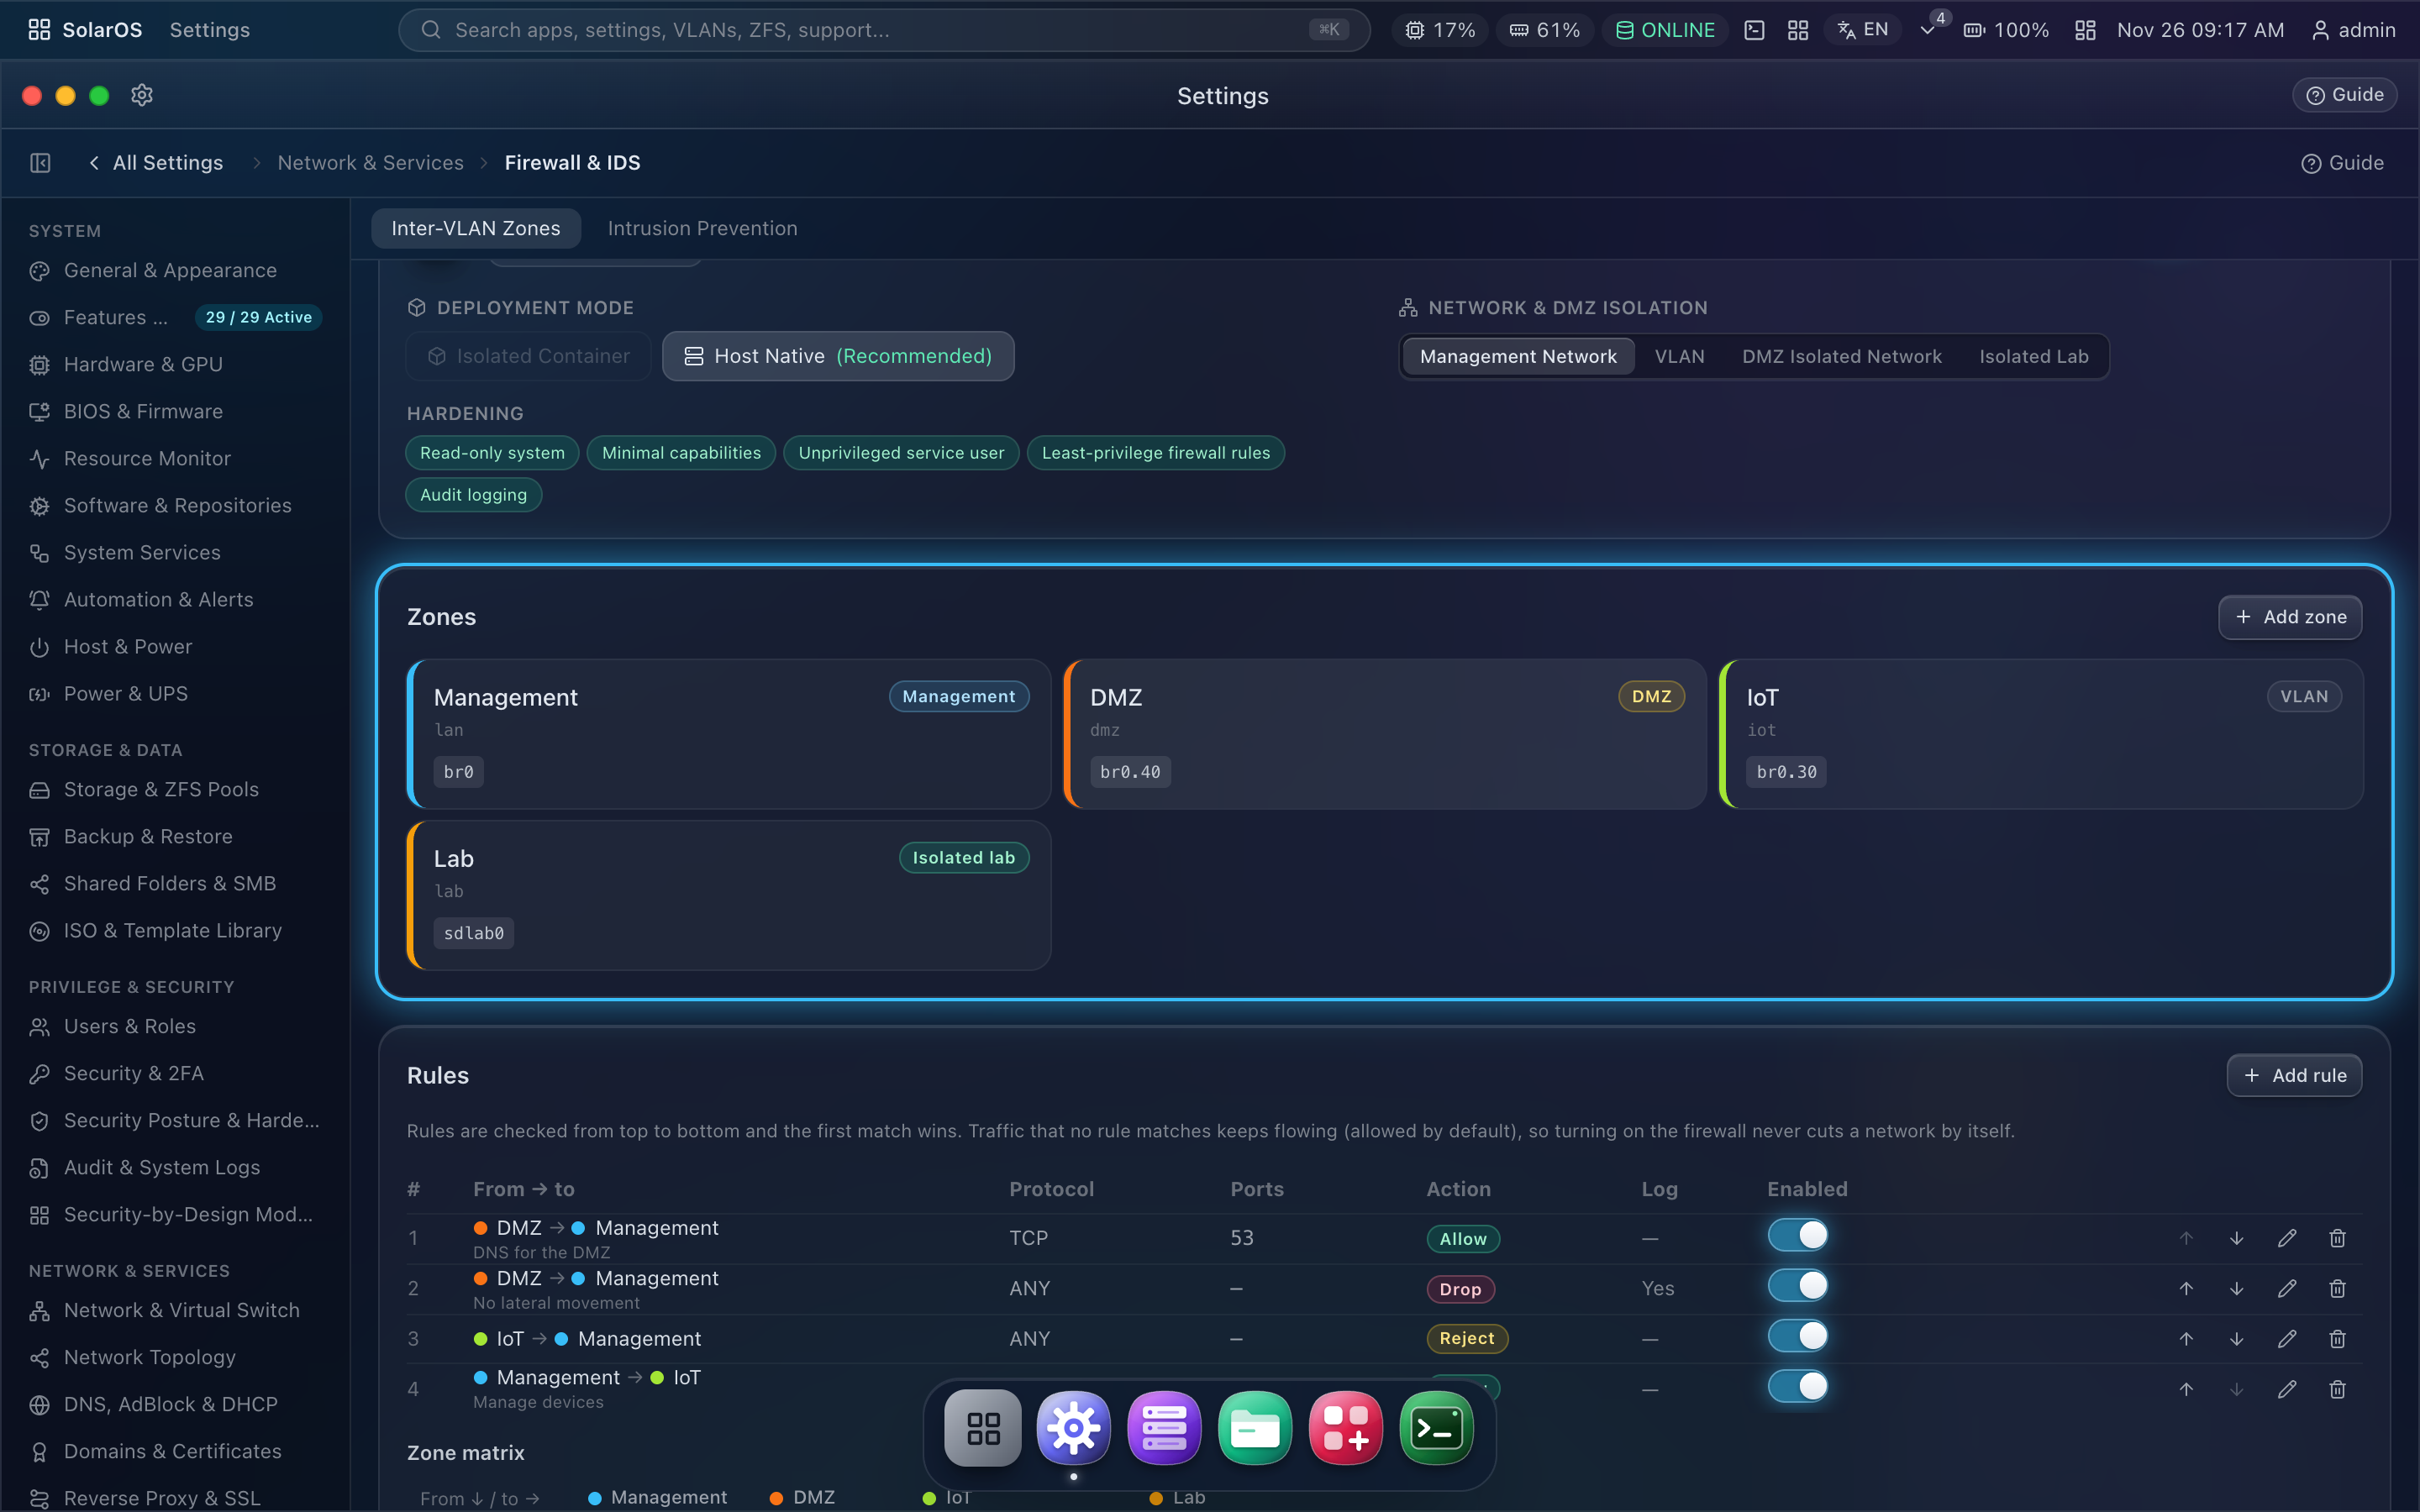 SolarOS Settings Search apps, settings, VLANs, ZFS, support... ⌘K 17% 61% ONLINE EN 4 100% Nov 26 09:17 AM admin
Settings Guide
All Settings Network & Services Firewall & IDS Guide
Inter-VLAN Zones Intrusion Prevention
SYSTEM
General & Appearance
Features ... 29 / 29 Active
Hardware & GPU
BIOS & Firmware
Resource Monitor
Software & Repositories
System Services
Automation & Alerts
Host & Power
Power & UPS
STORAGE & DATA
Storage & ZFS Pools
Backup & Restore
Shared Folders & SMB
ISO & Template Library
PRIVILEGE & SECURITY
Users & Roles
Security & 2FA
Security Posture & Harde...
Audit & System Logs
Security-by-Design Mod...
NETWORK & SERVICES
Network & Virtual Switch
Network Topology
DNS, AdBlock & DHCP
Domains & Certificates
Reverse Proxy & SSL
DEPLOYMENT MODE
Isolated Container Host Native (Recommended)
NETWORK & DMZ ISOLATION
Management Network VLAN DMZ Isolated Network Isolated Lab
HARDENING
Read-only system Minimal capabilities Unprivileged service user Least-privilege firewall rules
Audit logging
Zones + Add zone
Management Management
lan
br0
DMZ DMZ
dmz
br0.40
IoT VLAN
iot
br0.30
Lab Isolated lab
lab
sdlab0
Rules + Add rule
Rules are checked from top to bottom and the first match wins. Traffic that no rule matches keeps flowing (allowed by default), so turning on the firewall never cuts a network by itself.
# From → to Protocol Ports Action Log Enabled
1 DMZ → Management TCP 53 Allow —
DNS for the DMZ
2 DMZ → Management ANY – Drop Yes
No lateral movement
3 IoT → Management ANY – Reject —
4 Management → IoT —
Manage devices
Zone matrix
From ↓ / to → Management DMZ IoT Lab